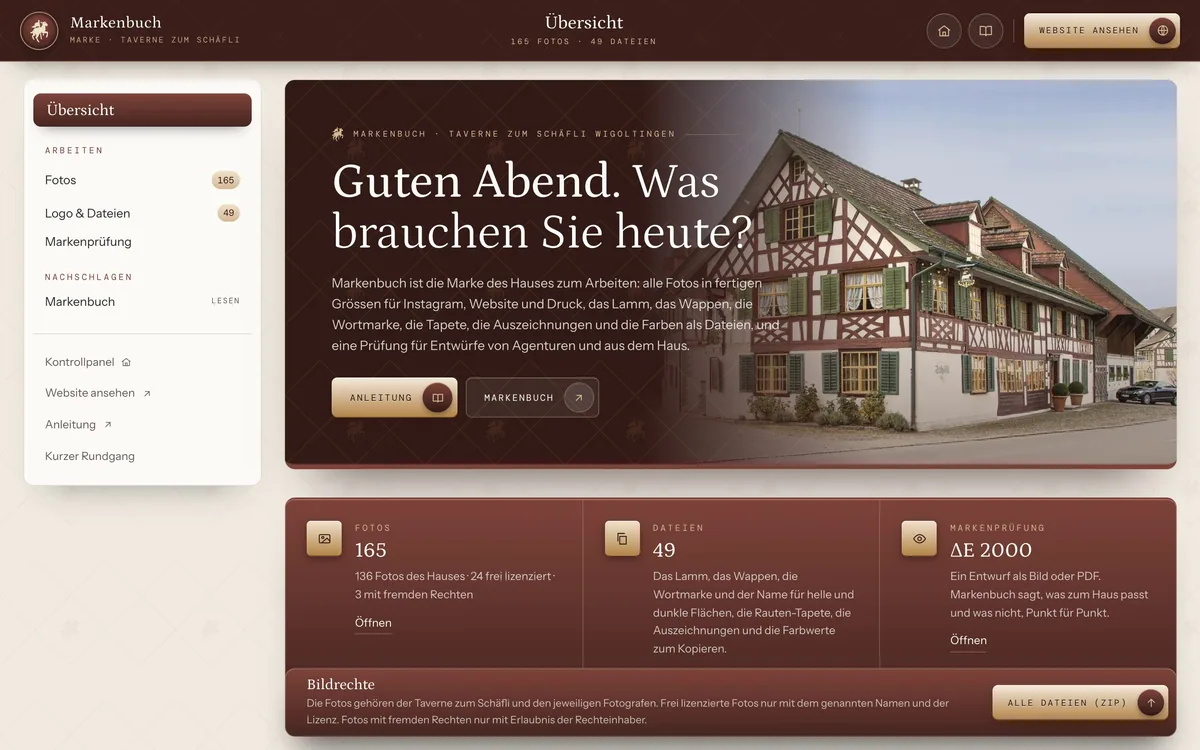 Markenbuch
MARKE · TAVERNE ZUM SCHÄFLI
Übersicht
165 FOTOS · 49 DATEIEN
WEBSITE ANSEHEN
Übersicht
ARBEITEN
Fotos 165
Logo & Dateien 49
Markenprüfung
NACHSCHLAGEN
Markenbuch LESEN
Kontrollpanel
Website ansehen ↗
Anleitung ↗
Kurzer Rundgang
MARKENBUCH · TAVERNE ZUM SCHÄFLI WIGOLTINGEN
Guten Abend. Was
brauchen Sie heute?
Markenbuch ist die Marke des Hauses zum Arbeiten: alle Fotos in fertigen
Grössen für Instagram, Website und Druck, das Lamm, das Wappen, die
Wortmarke, die Tapete, die Auszeichnungen und die Farben als Dateien, und
eine Prüfung für Entwürfe von Agenturen und aus dem Haus.
ANLEITUNG
MARKENBUCH ↗
FOTOS
165
136 Fotos des Hauses · 24 frei lizenziert ·
3 mit fremden Rechten
Öffnen
DATEIEN
49
Das Lamm, das Wappen, die
Wortmarke und der Name für helle und
dunkle Flächen, die Rauten-Tapete, die
Auszeichnungen und die Farbwerte
zum Kopieren.
MARKENPRÜFUNG
ΔE 2000
Ein Entwurf als Bild oder PDF.
Markenbuch sagt, was zum Haus passt
und was nicht, Punkt für Punkt.
Öffnen
Bildrechte
Die Fotos gehören der Taverne zum Schäfli und den jeweiligen Fotografen. Frei lizenzierte Fotos nur mit dem genannten Namen und der
Lizenz. Fotos mit fremden Rechten nur mit Erlaubnis der Rechteinhaber.
ALLE DATEIEN (ZIP)